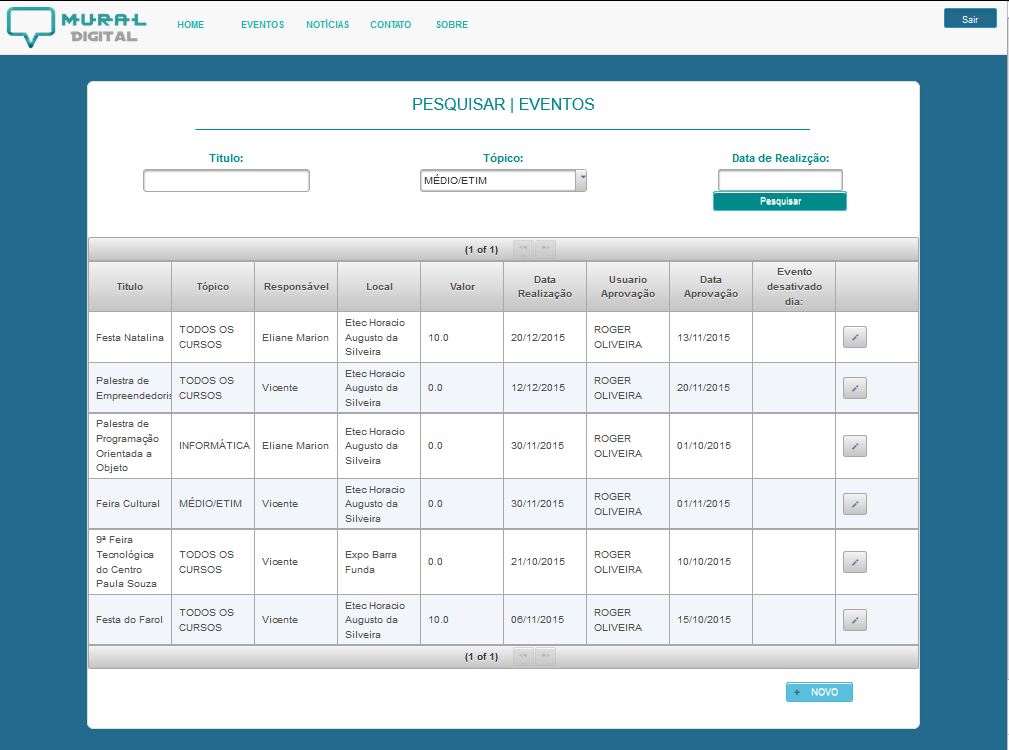 MURAL
DIGITAL
HOME EVENTOS NOTÍCIAS CONTATO SOBRE
Sair
PESQUISAR | EVENTOS
Titulo: Tópico: Data de Realizção:
MÉDIO/ETIM
Pesquisar
(1 of 1)
Titulo Tópico Responsável Local Valor Data Realização Usuario Aprovação Data Aprovação Evento desativado dia:
Festa Natalina TODOS OS CURSOS Eliane Marion Etec Horacio Augusto da Silveira 10.0 20/12/2015 ROGER OLIVEIRA 13/11/2015
Palestra de Empreendedoris TODOS OS CURSOS Vicente Etec Horacio Augusto da Silveira 0.0 12/12/2015 ROGER OLIVEIRA 20/11/2015
Palestra de Programação Orientada a Objeto INFORMÁTICA Eliane Marion Etec Horacio Augusto da Silveira 0.0 30/11/2015 ROGER OLIVEIRA 01/10/2015
Feira Cultural MÉDIO/ETIM Vicente Etec Horacio Augusto da Silveira 0.0 30/11/2015 ROGER OLIVEIRA 01/11/2015
9ª Feira Tecnológica do Centro Paula Souza TODOS OS CURSOS Vicente Expo Barra Funda 0.0 21/10/2015 ROGER OLIVEIRA 10/10/2015
Festa do Farol TODOS OS CURSOS Vicente Etec Horacio Augusto da Silveira 10.0 06/11/2015 ROGER OLIVEIRA 15/10/2015
(1 of 1)
+ NOVO